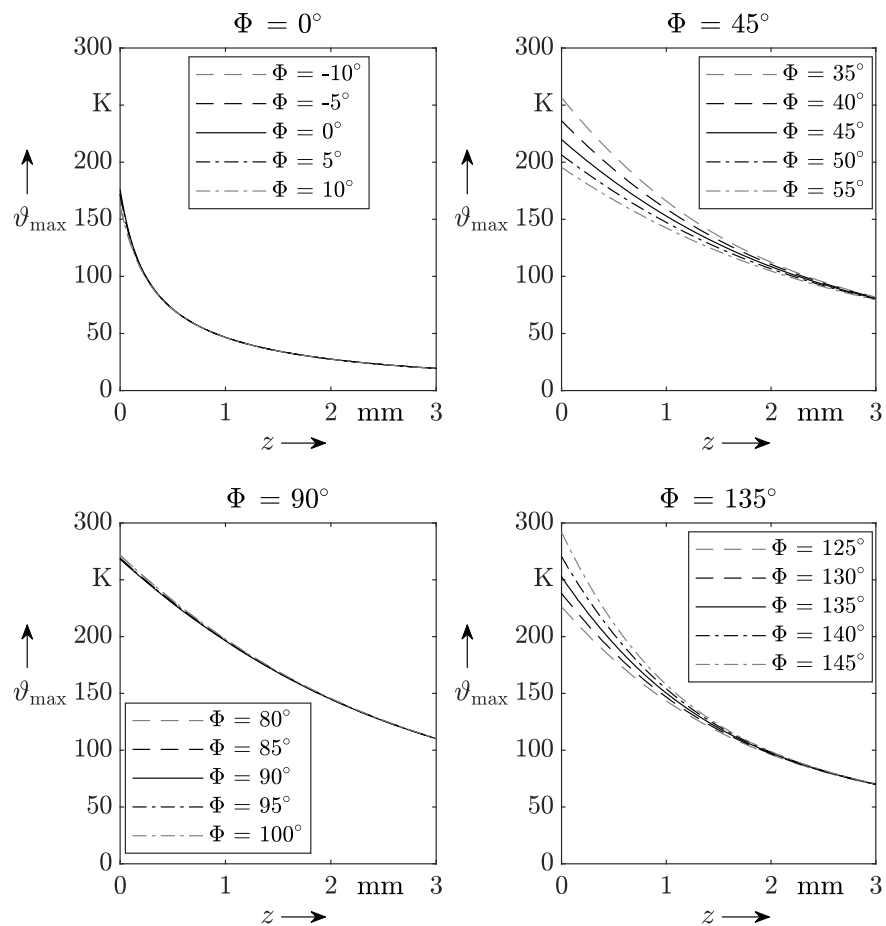 Φ = 0°
300
K
200
150
100
50
0
ϑmax
Φ = -10°
Φ = -5°
Φ = 0°
Φ = 5°
Φ = 10°
0 1 2 mm 3
z
Φ = 45°
300
K
200
150
100
50
0
ϑmax
Φ = 35°
Φ = 40°
Φ = 45°
Φ = 50°
Φ = 55°
0 1 2 mm 3
z
Φ = 90°
300
K
200
150
100
50
0
ϑmax
Φ = 80°
Φ = 85°
Φ = 90°
Φ = 95°
Φ = 100°
0 1 2 mm 3
z
Φ = 135°
300
K
200
150
100
50
0
ϑmax
Φ = 125°
Φ = 130°
Φ = 135°
Φ = 140°
Φ = 145°
0 1 2 mm 3
z